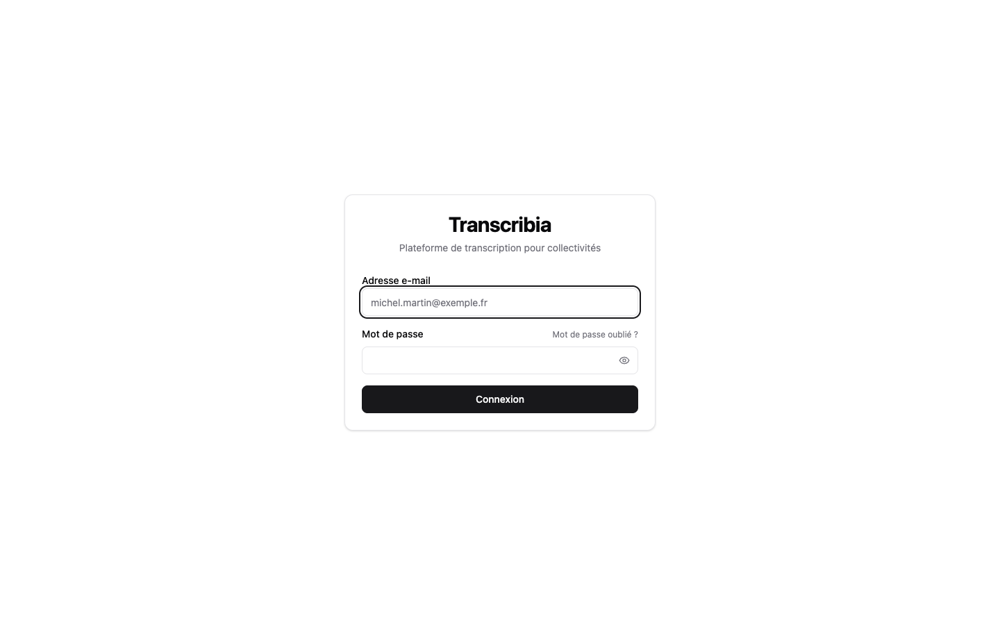 Transcribia
Plateforme de transcription pour collectivités
Adresse e-mail
michel.martin@exemple.fr
Mot de passe
Mot de passe oublié ?
Connexion